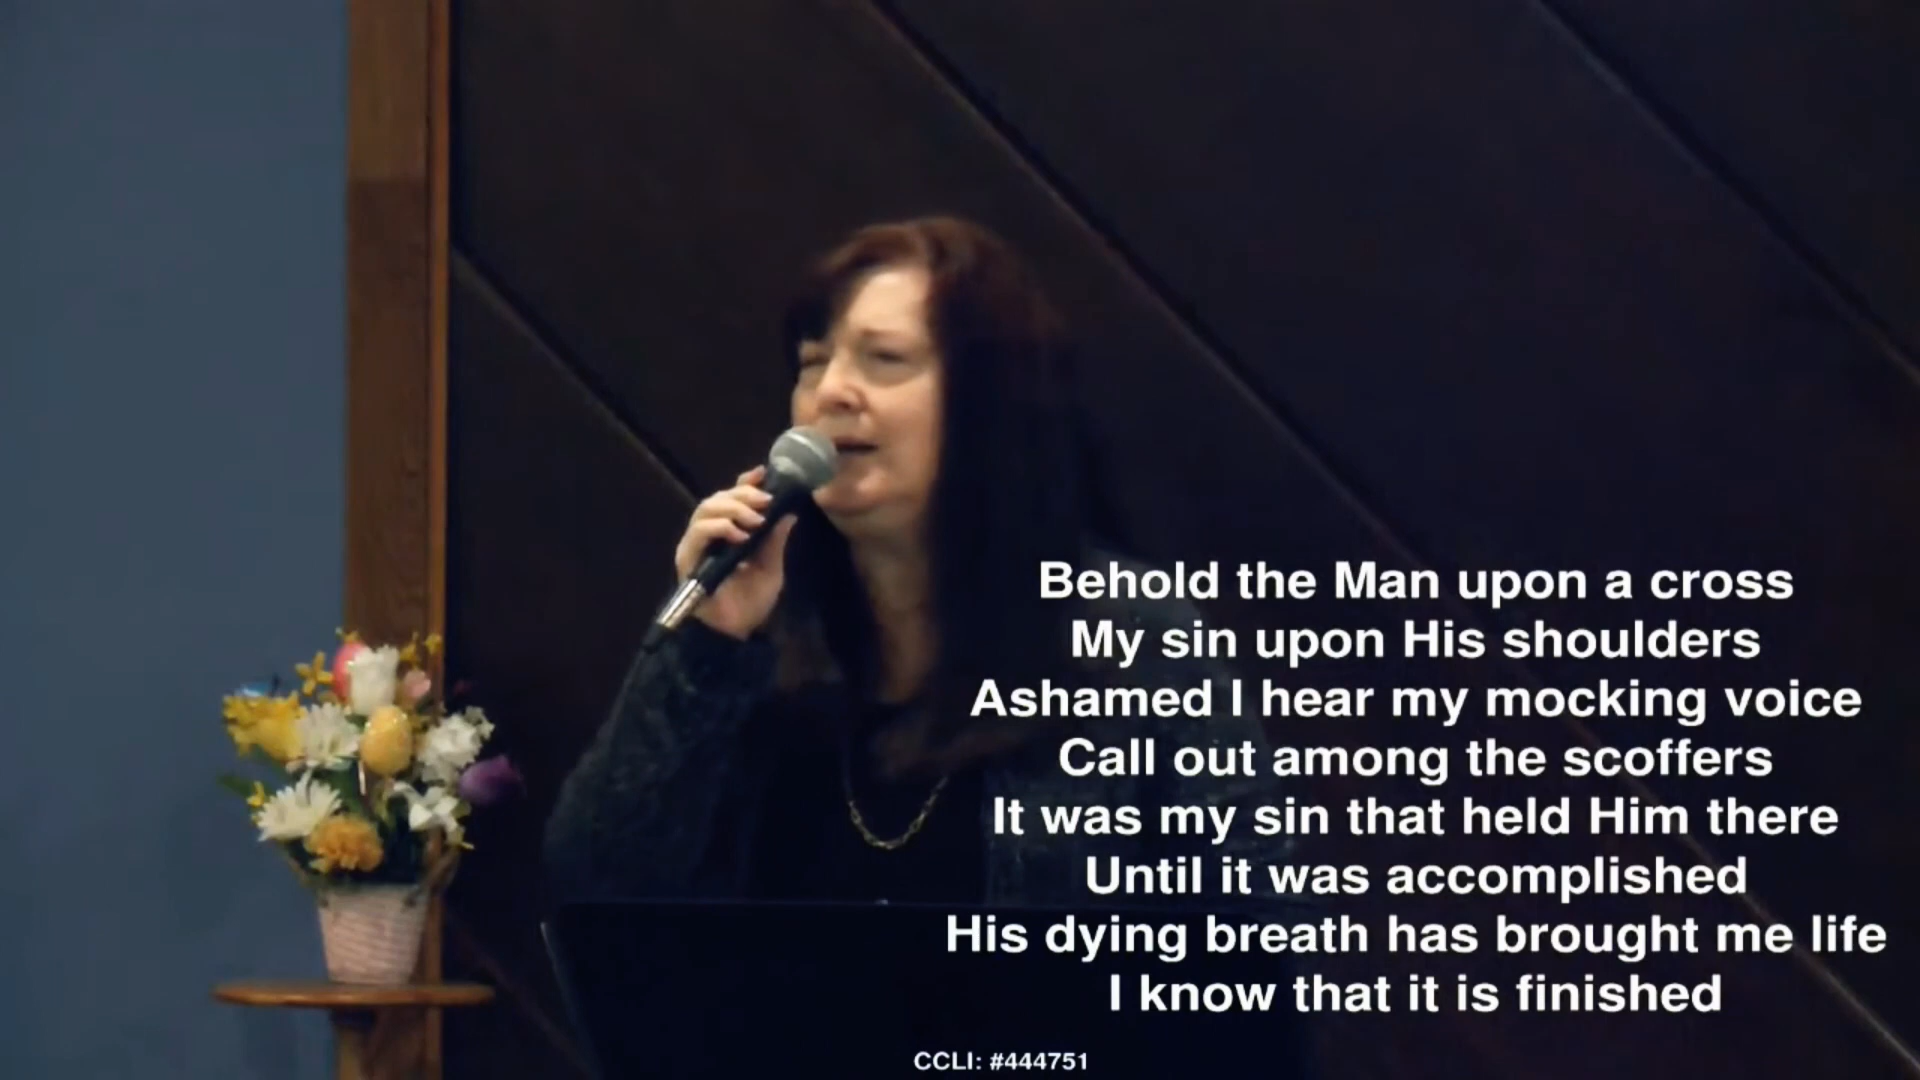 Behold the Man upon a cross
My sin upon His shoulders
Ashamed I hear my mocking voice
Call out among the scoffers
It was my sin that held Him there
Until it was accomplished
His dying breath has brought me life
I know that it is finished
CCLI: #444751